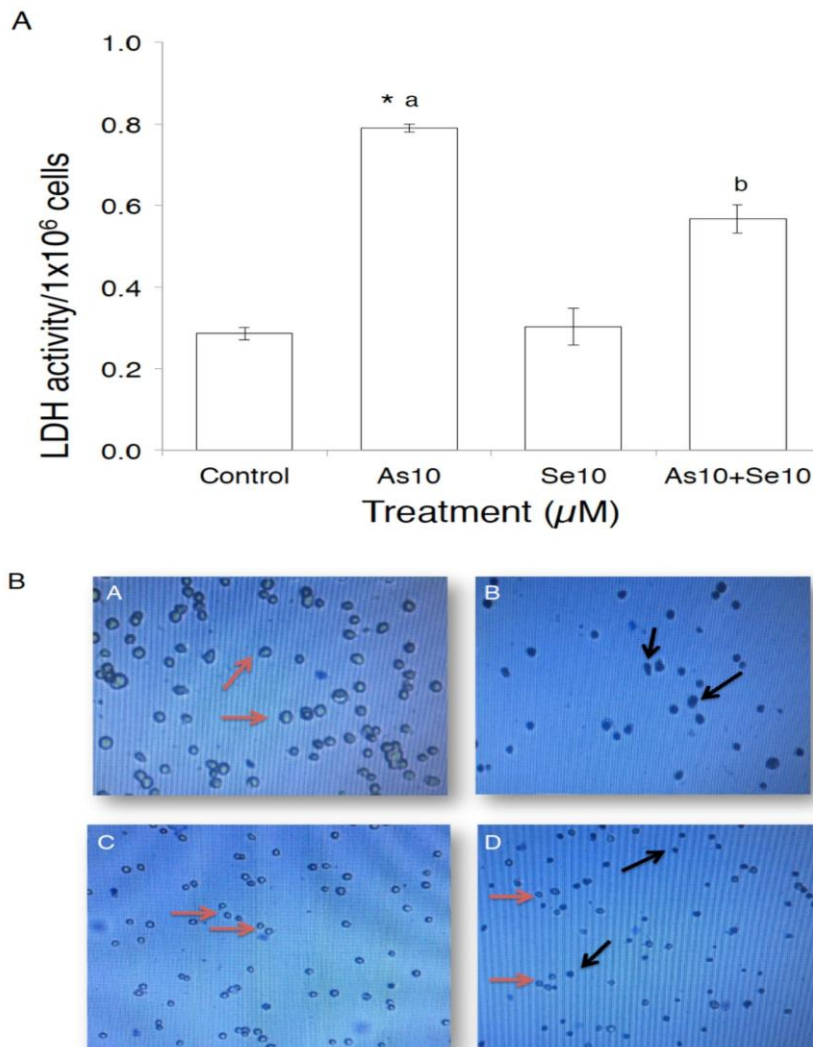 A
LDH activity/1x10⁶ cells
1.0
0.8
0.6
0.4
0.2
0.0
* a
b
Control As10 Se10 As10+Se10
Treatment (µM)
B
A B
C D